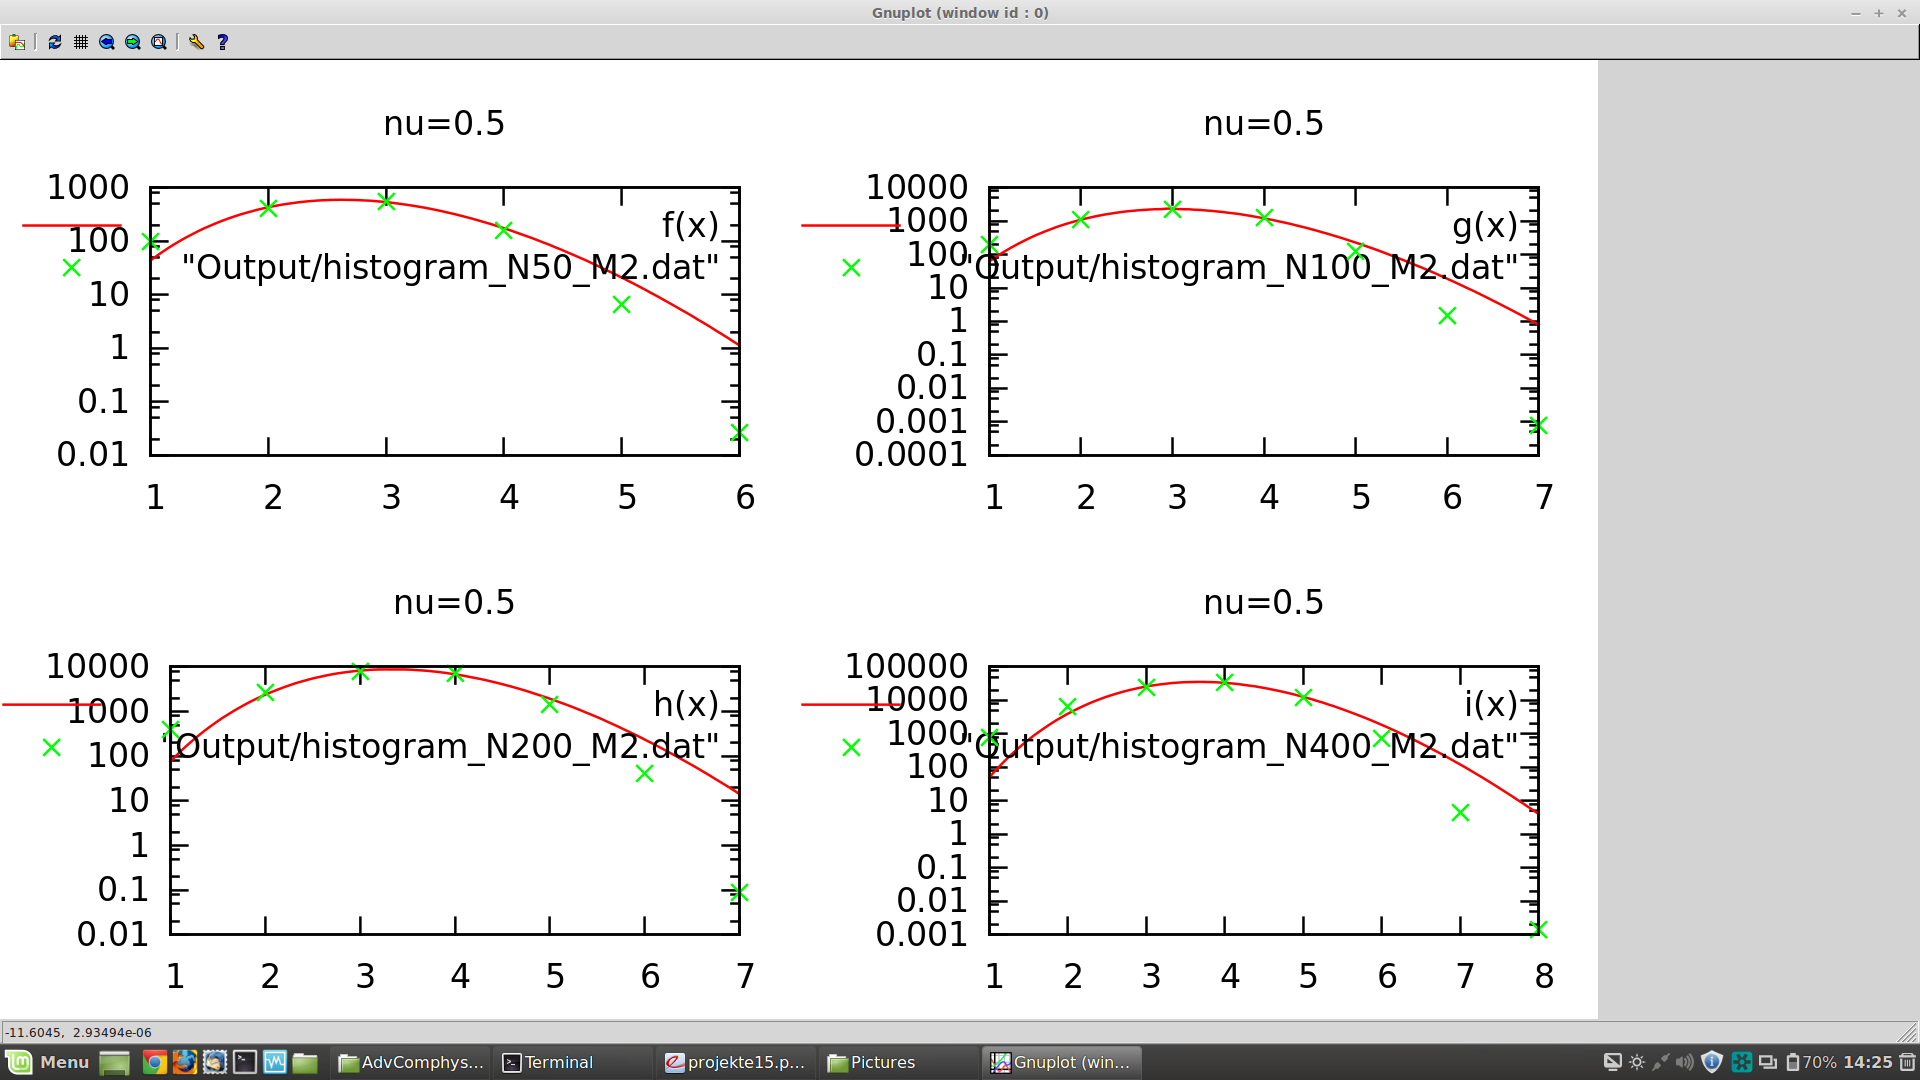 Gnuplot (window id : 0)
nu=0.5
1000
100
10
1
0.1
0.01
f(x)
"Output/histogram_N50_M2.dat"
1 2 3 4 5 6
nu=0.5
10000
1000
100
10
1
0.1
0.01
0.001
0.0001
g(x)
"Output/histogram_N100_M2.dat"
1 2 3 4 5 6 7
nu=0.5
10000
1000
100
10
1
0.1
0.01
h(x)
"Output/histogram_N200_M2.dat"
1 2 3 4 5 6 7
nu=0.5
100000
10000
1000
100
10
1
0.1
0.01
0.001
i(x)
"Output/histogram_N400_M2.dat"
1 2 3 4 5 6 7 8
-11.6045, 2.93494e-06
Menu AdvComphys... Terminal projekte15.p... Pictures Gnuplot (win... 70% 14:25